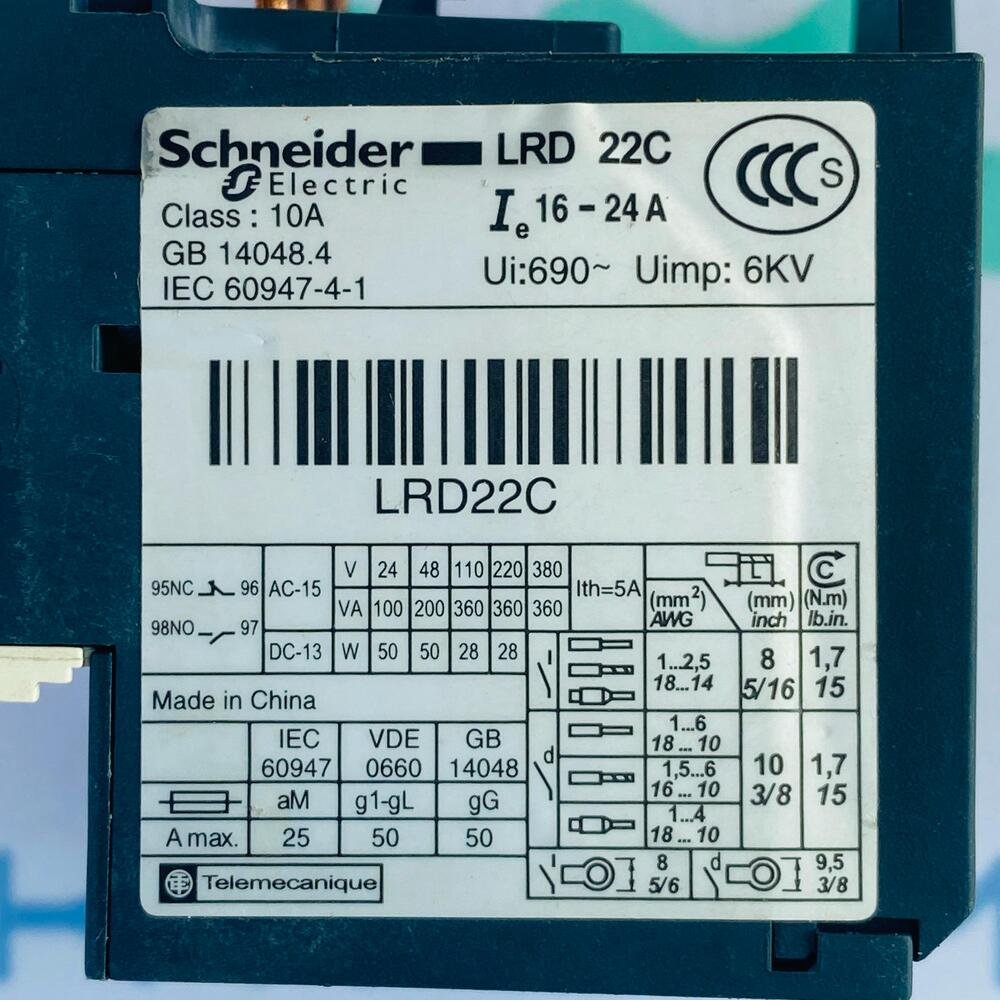 Schneider LRD 22C
Electric
CCC S
Class : 10A
Ie 16 - 24 A
GB 14048.4
Ui:690~ Uimp: 6KV
IEC 60947-4-1
LRD22C
95NC 96
98NO 97
AC-15 V 24 48 110 220 380
VA 100 200 360 360 360
DC-13 W 50 50 28 28
Ith=5A
(mm²) L (mm) C (N.m)
AWG inch lb.in.
1...2,5 8 1,7
18...14 5/16 15
Made in China
d
1...6
18 ... 10
1,5...6 10 1,7
16 ... 10 3/8 15
1...4
18 ... 10
IEC VDE GB
60947 0660 14048
aM g1-gL gG
A max. 25 50 50
8 d 9,5
5/6 3/8
TE Telemecanique